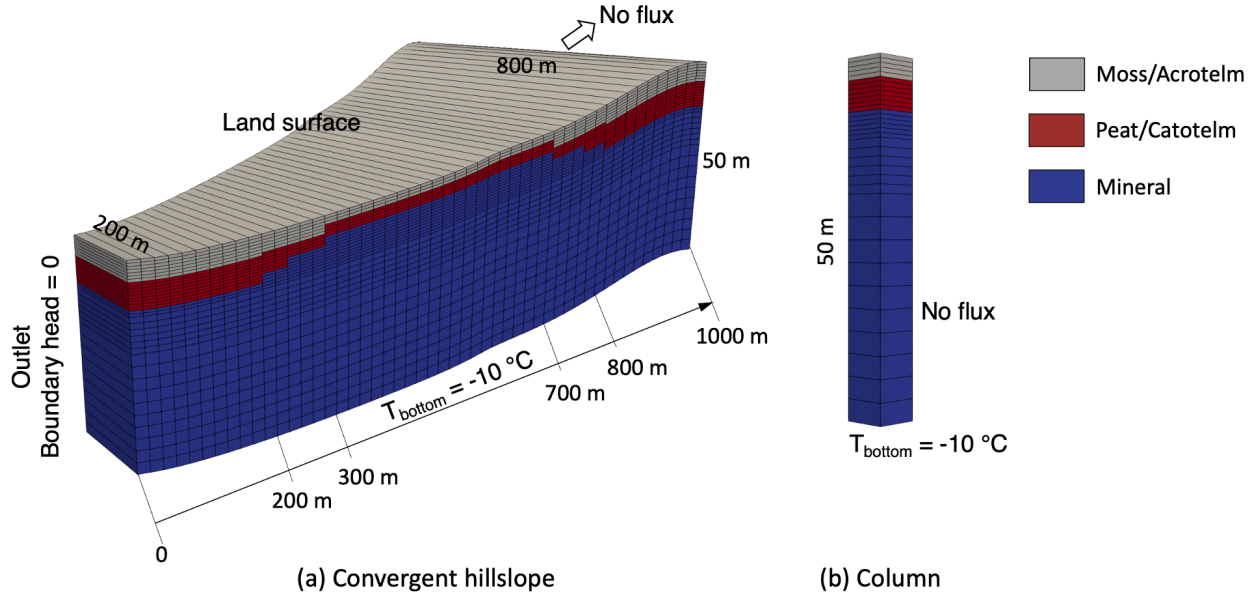 No flux
800 m
Land surface
50 m
200 m
Outlet
Boundary head = 0
T_bottom = -10 °C
1000 m
800 m
700 m
300 m
200 m
0
(a) Convergent hillslope
50 m
No flux
T_bottom = -10 °C
(b) Column
Moss/Acrotelm
Peat/Catotelm
Mineral